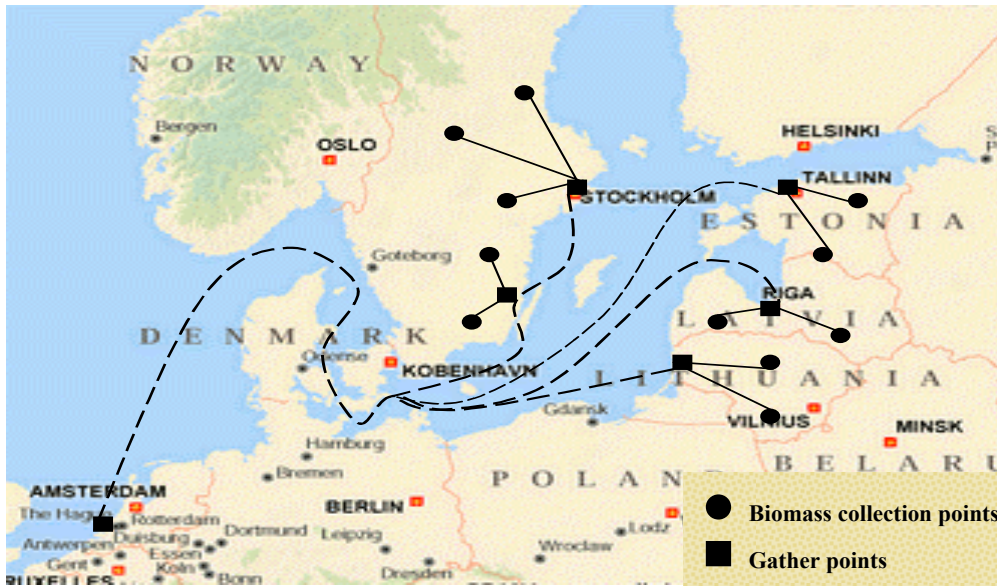 NORWAY
Bergen
OSLO
HELSINKI
TALLINN
STOCKHOLM
ESTONIA
Goteborg
RIGA
LATVIA
DENMARK
Odense
KOBENHAVN
LITHUANIA
Gdansk
VILNIUS
MINSK
Hamburg
Bremen
POLAND
BELARU
AMSTERDAM
The Hague
Rotterdam
BERLIN
Antwerpen
Duisburg
Dortmund
Leipzig
Lodz
Gent
Essen
Wroclaw
Koln
BRUXELLES
Bonn
Dresden
Biomass collection points
Gather points